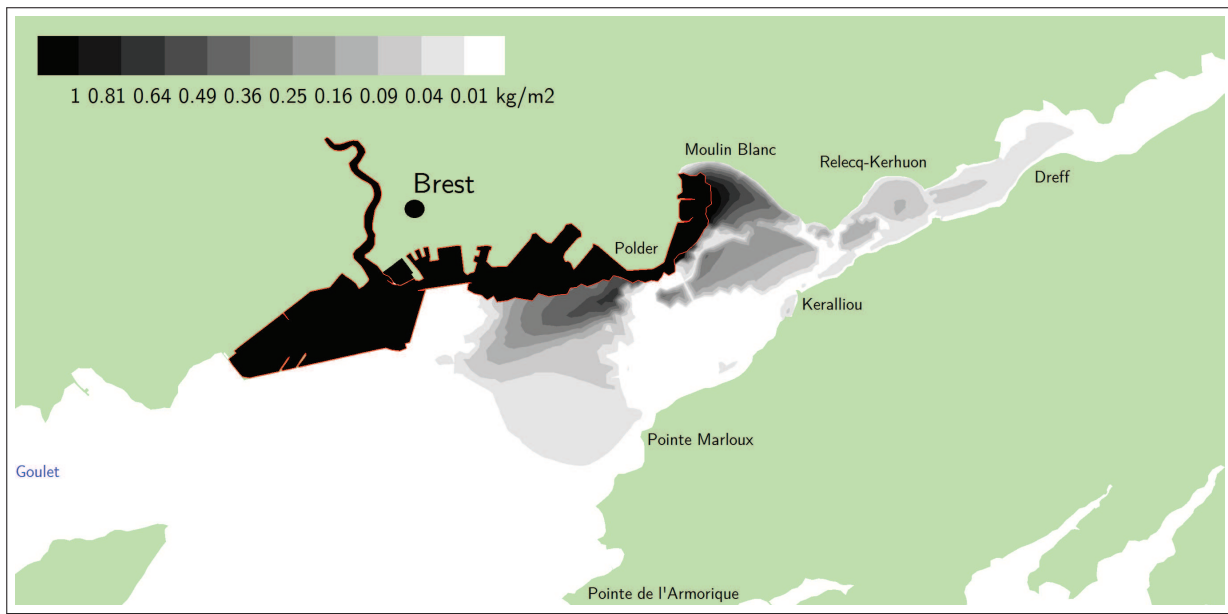 1 0.81 0.64 0.49 0.36 0.25 0.16 0.09 0.04 0.01 kg/m2
Moulin Blanc
Relecq-Kerhuon
Dreff
Brest
Polder
Keralliou
Pointe Marloux
Goulet
Pointe de l'Armorique